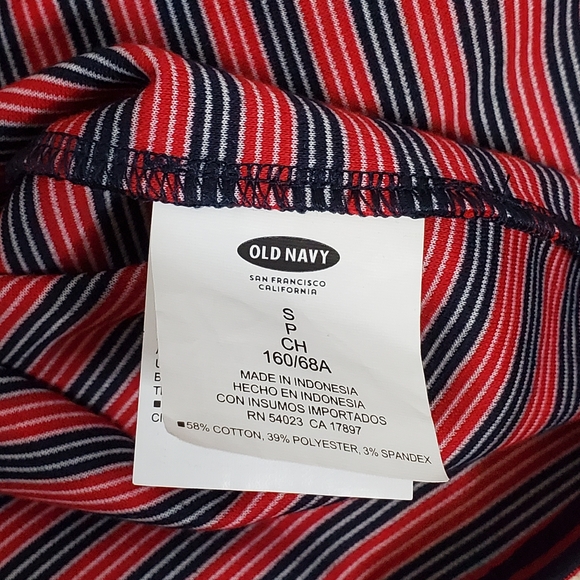 OLD NAVY
SAN FRANCISCO
CALIFORNIA
S
P
CH
160/68A
MADE IN INDONESIA
HECHO EN INDONESIA
CON INSUMOS IMPORTADOS
RN 54023 CA 17897
■58% COTTON, 39% POLYESTER, 3% SPANDEX